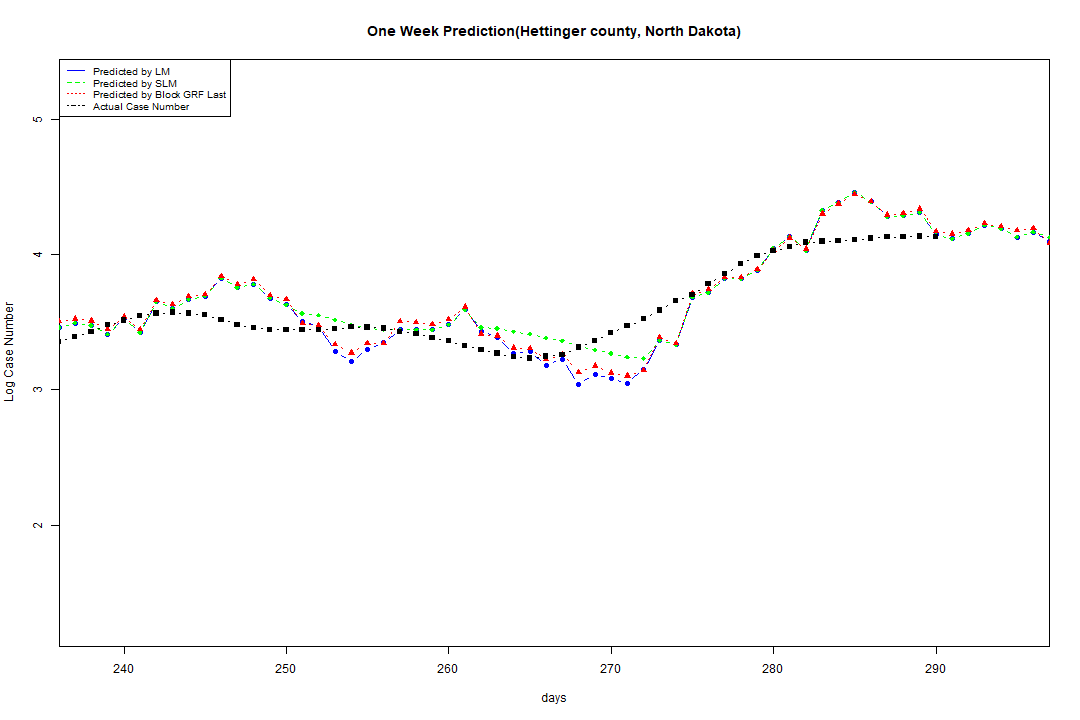 One Week Prediction(Hettinger county, North Dakota)
Predicted by LM
Predicted by SLM
Predicted by Block GRF Last
Actual Case Number
5
4
3
2
Log Case Number
240 250 260 270 280 290
days